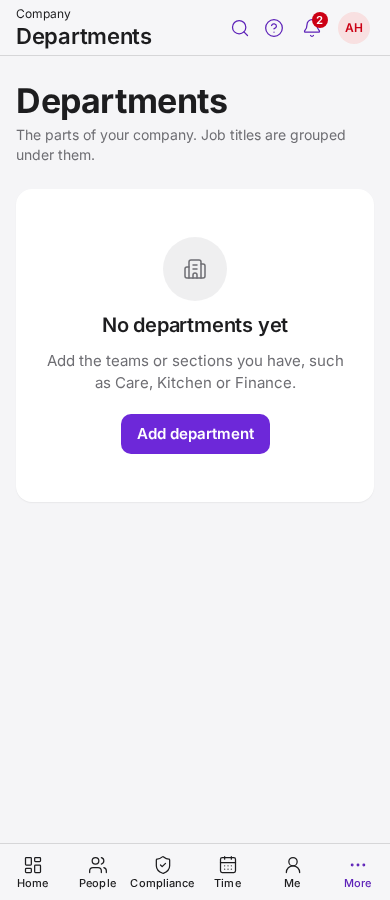 Company
Departments
2
AH
Departments
The parts of your company. Job titles are grouped
under them.
No departments yet
Add the teams or sections you have, such
as Care, Kitchen or Finance.
Add department
Home
People
Compliance
Time
Me
More